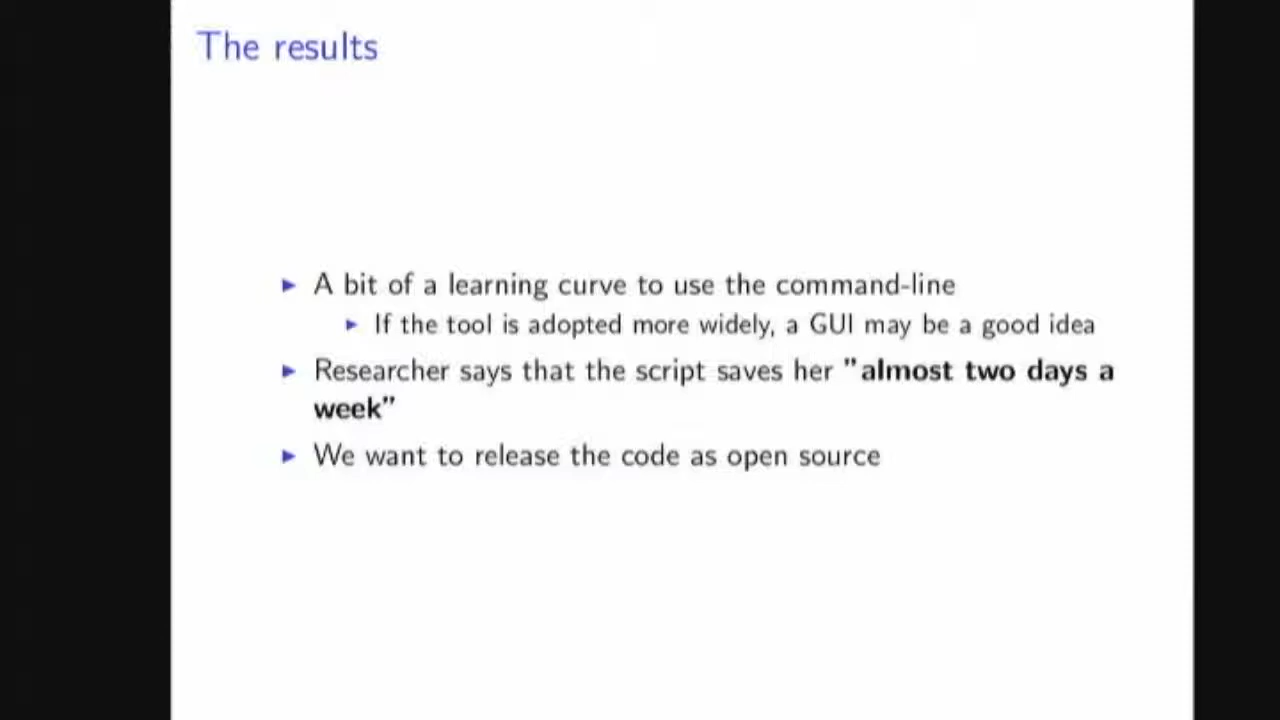 The results
A bit of a learning curve to use the command-line
If the tool is adopted more widely, a GUI may be a good idea
Researcher says that the script saves her "almost two days a
week"
We want to release the code as open source